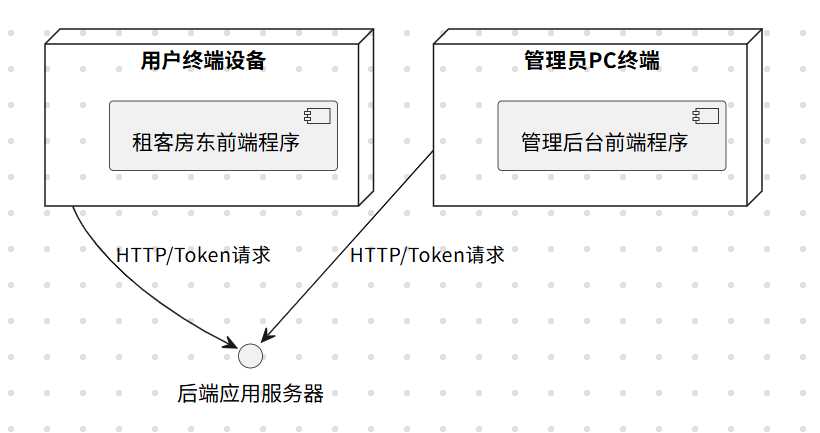 用户终端设备
管理员PC终端
租客房东前端程序
管理后台前端程序
HTTP/Token请求
HTTP/Token请求
后端应用服务器